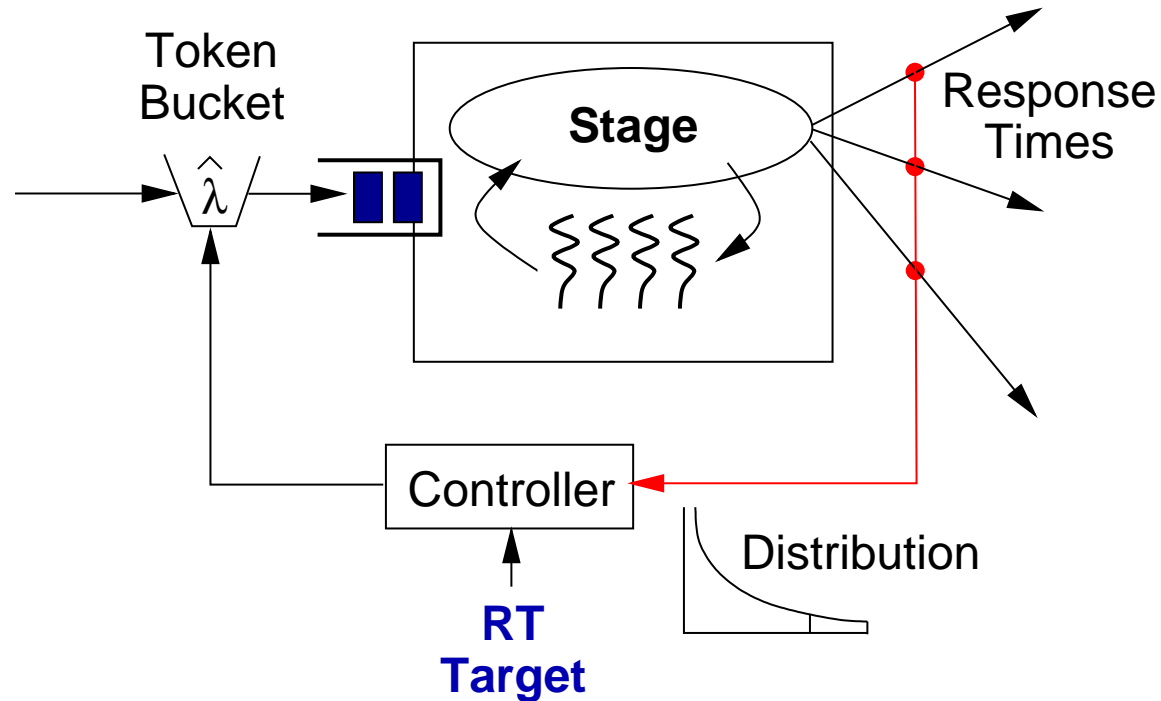 Token
Bucket
λ̂
Stage
Response
Times
Controller
Distribution
RT
Target